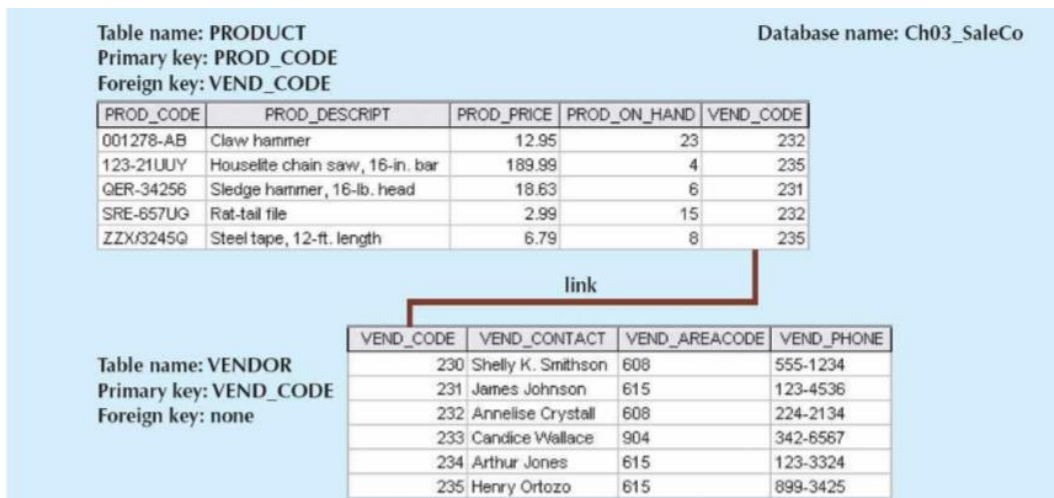 Table name: PRODUCT
Database name: Ch03_SaleCo
Primary key: PROD_CODE
Foreign key: VEND_CODE
PROD_CODE PROD_DESCRIPT PROD_PRICE PROD_ON_HAND VEND_CODE
001278-AB Claw hammer 12.95 23 232
123-21UUY Houselite chain saw, 16-in. bar 189.99 4 235
QER-34256 Sledge hammer, 16-lb. head 18.63 6 231
SRE-657UG Rat-tail file 2.99 15 232
ZZX/3245Q Steel tape, 12-ft. length 6.79 8 235
link
Table name: VENDOR
Primary key: VEND_CODE
Foreign key: none
VEND_CODE VEND_CONTACT VEND_AREACODE VEND_PHONE
230 Shelly K. Smithson 608 555-1234
231 James Johnson 615 123-4536
232 Annelise Crystall 608 224-2134
233 Candice Wallace 904 342-6567
234 Arthur Jones 615 123-3324
235 Henry Ortozo 615 899-3425